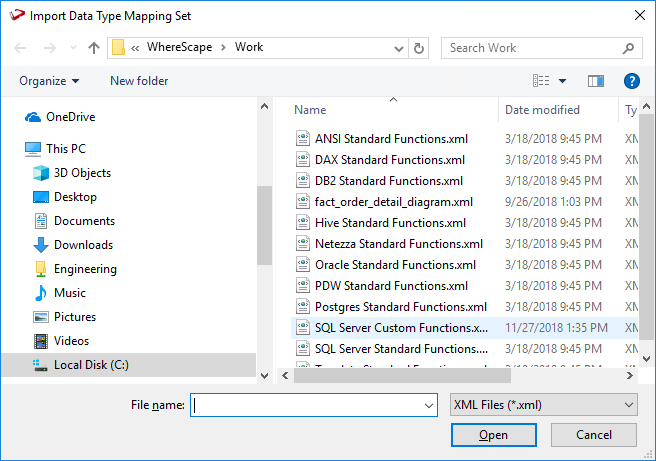 Import Data Type Mapping Set
« WhereScape › Work
Search Work
Organize
New folder
?
OneDrive
This PC
3D Objects
Desktop
Documents
Downloads
Engineering
Music
Pictures
Videos
Local Disk (C:)
Name Date modified Ty
ANSI Standard Functions.xml 3/18/2018 9:45 PM XM
DAX Standard Functions.xml 3/18/2018 9:45 PM XM
DB2 Standard Functions.xml 3/18/2018 9:45 PM XM
fact_order_detail_diagram.xml 9/26/2018 1:03 PM XM
Hive Standard Functions.xml 3/18/2018 9:45 PM XM
Netezza Standard Functions.xml 3/18/2018 9:45 PM XM
Oracle Standard Functions.xml 3/18/2018 9:45 PM XM
PDW Standard Functions.xml 3/18/2018 9:45 PM XM
Postgres Standard Functions.xml 3/18/2018 9:45 PM XM
SQL Server Custom Functions.x... 11/27/2018 1:35 PM XM
SQL Server Standard Functions.... 3/18/2018 9:45 PM XM
File name:
XML Files (*.xml)
Open
Cancel